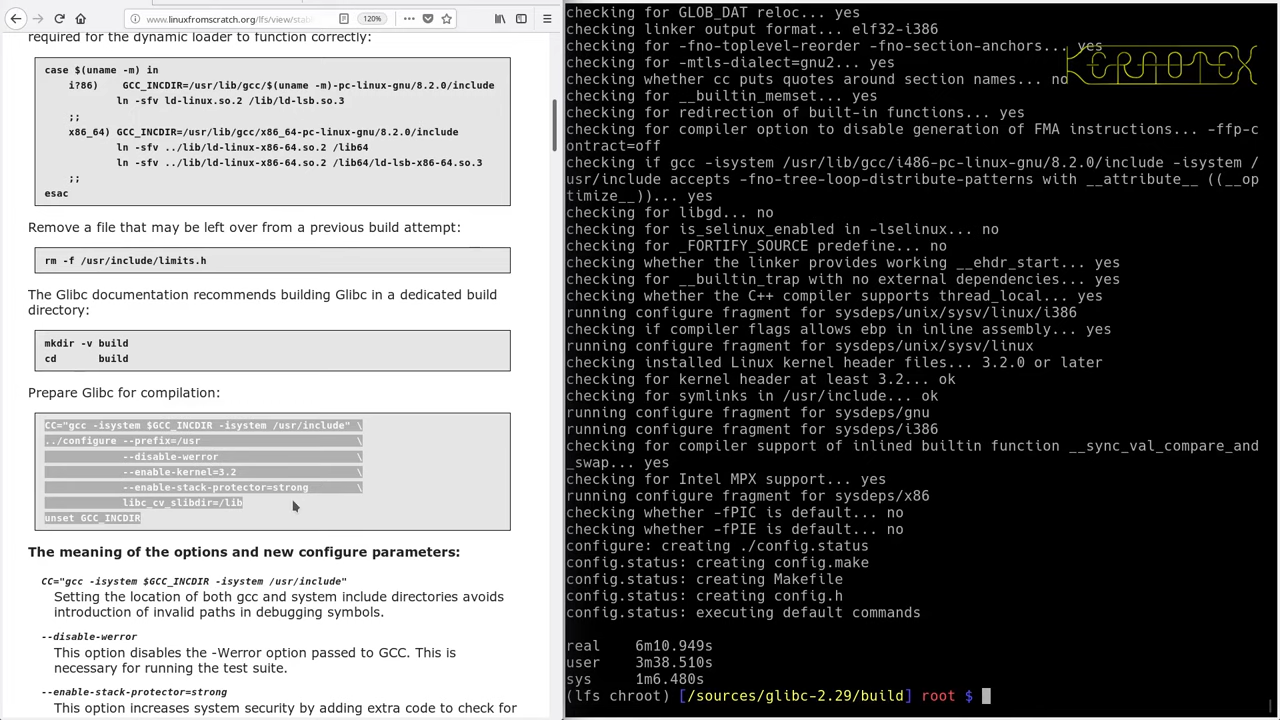 www.linuxfromscratch.org/lfs/view/stab
120%
required for the dynamic loader to function correctly:
case $(uname -m) in
i?86) GCC_INCDIR=/usr/lib/gcc/$(uname -m)-pc-linux-gnu/8.2.0/include
ln -sfv ld-linux.so.2 /lib/ld-lsb.so.3
;;
x86_64) GCC_INCDIR=/usr/lib/gcc/x86_64-pc-linux-gnu/8.2.0/include
ln -sfv ../lib/ld-linux-x86-64.so.2 /lib64
ln -sfv ../lib/ld-linux-x86-64.so.2 /lib64/ld-lsb-x86-64.so.3
;;
esac
Remove a file that may be left over from a previous build attempt:
rm -f /usr/include/limits.h
The Glibc documentation recommends building Glibc in a dedicated build
directory:
mkdir -v build
cd build
Prepare Glibc for compilation:
CC="gcc -isystem $GCC_INCDIR -isystem /usr/include" \
../configure --prefix=/usr \
--disable-werror \
--enable-kernel=3.2 \
--enable-stack-protector=strong \
libc_cv_slibdir=/lib
unset GCC_INCDIR
The meaning of the options and new configure parameters:
CC="gcc -isystem $GCC_INCDIR -isystem /usr/include"
Setting the location of both gcc and system include directories avoids
introduction of invalid paths in debugging symbols.
--disable-werror
This option disables the -Werror option passed to GCC. This is
necessary for running the test suite.
--enable-stack-protector=strong
This option increases system security by adding extra code to check for
checking for GLOB_DAT reloc... yes
checking linker output format... elf32-i386
checking for -fno-toplevel-reorder -fno-section-anchors... yes
checking for -mtls-dialect=gnu2... yes
checking whether cc puts quotes around section names... no
checking for __builtin_memset... yes
checking for redirection of built-in functions... yes
checking for compiler option to disable generation of FMA instructions... -ffp-c
ontract=off
checking if gcc -isystem /usr/lib/gcc/i486-pc-linux-gnu/8.2.0/include -isystem /
usr/include accepts -fno-tree-loop-distribute-patterns with __attribute__ ((__op
timize__))... yes
checking for libgd... no
checking for is_selinux_enabled in -lselinux... no
checking for _FORTIFY_SOURCE predefine... no
checking whether the linker provides working __ehdr_start... yes
checking for __builtin_trap with no external dependencies... yes
checking whether the C++ compiler supports thread_local... yes
running configure fragment for sysdeps/unix/sysv/linux/i386
checking if compiler flags allows ebp in inline assembly... yes
running configure fragment for sysdeps/unix/sysv/linux
checking installed Linux kernel header files... 3.2.0 or later
checking for kernel header at least 3.2... ok
checking for symlinks in /usr/include... ok
running configure fragment for sysdeps/gnu
running configure fragment for sysdeps/i386
checking for compiler support of inlined builtin function __sync_val_compare_and
_swap... yes
checking for Intel MPX support... yes
running configure fragment for sysdeps/x86
checking whether -fPIC is default... no
checking whether -fPIE is default... no
configure: creating ./config.status
config.status: creating config.make
config.status: creating Makefile
config.status: creating config.h
config.status: executing default commands
real 6m10.949s
user 3m38.510s
sys 1m6.480s
(lfs chroot) [/sources/glibc-2.29/build] root $